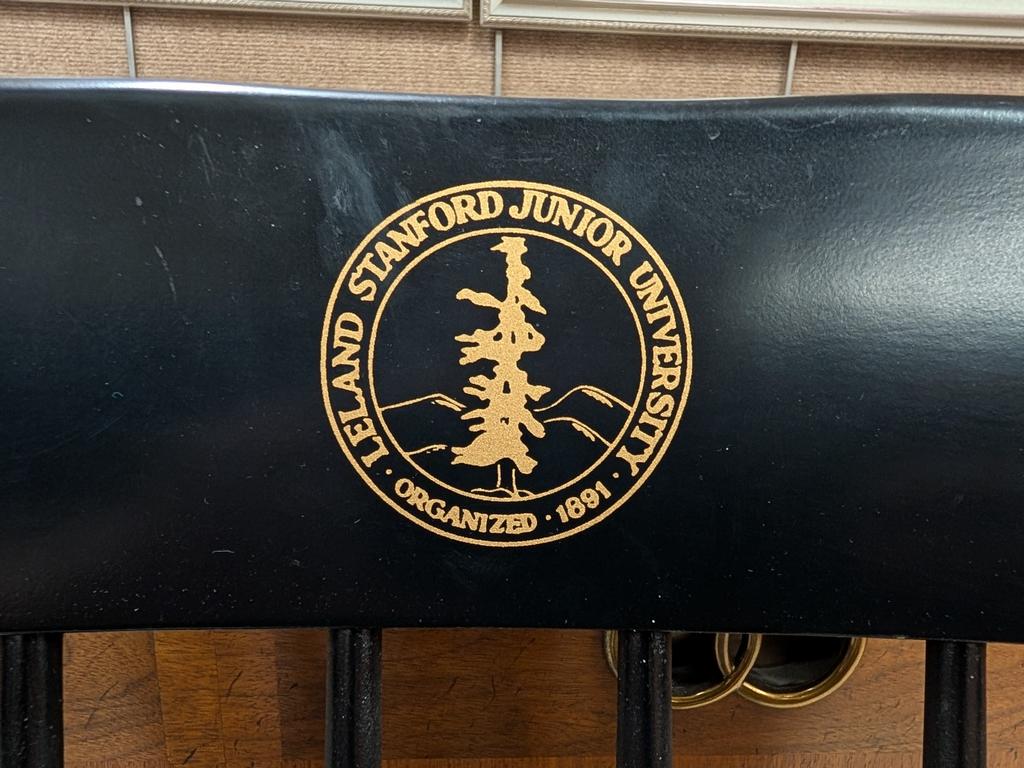 LELAND STANFORD JUNIOR UNIVERSITY
· ORGANIZED · 1891 ·